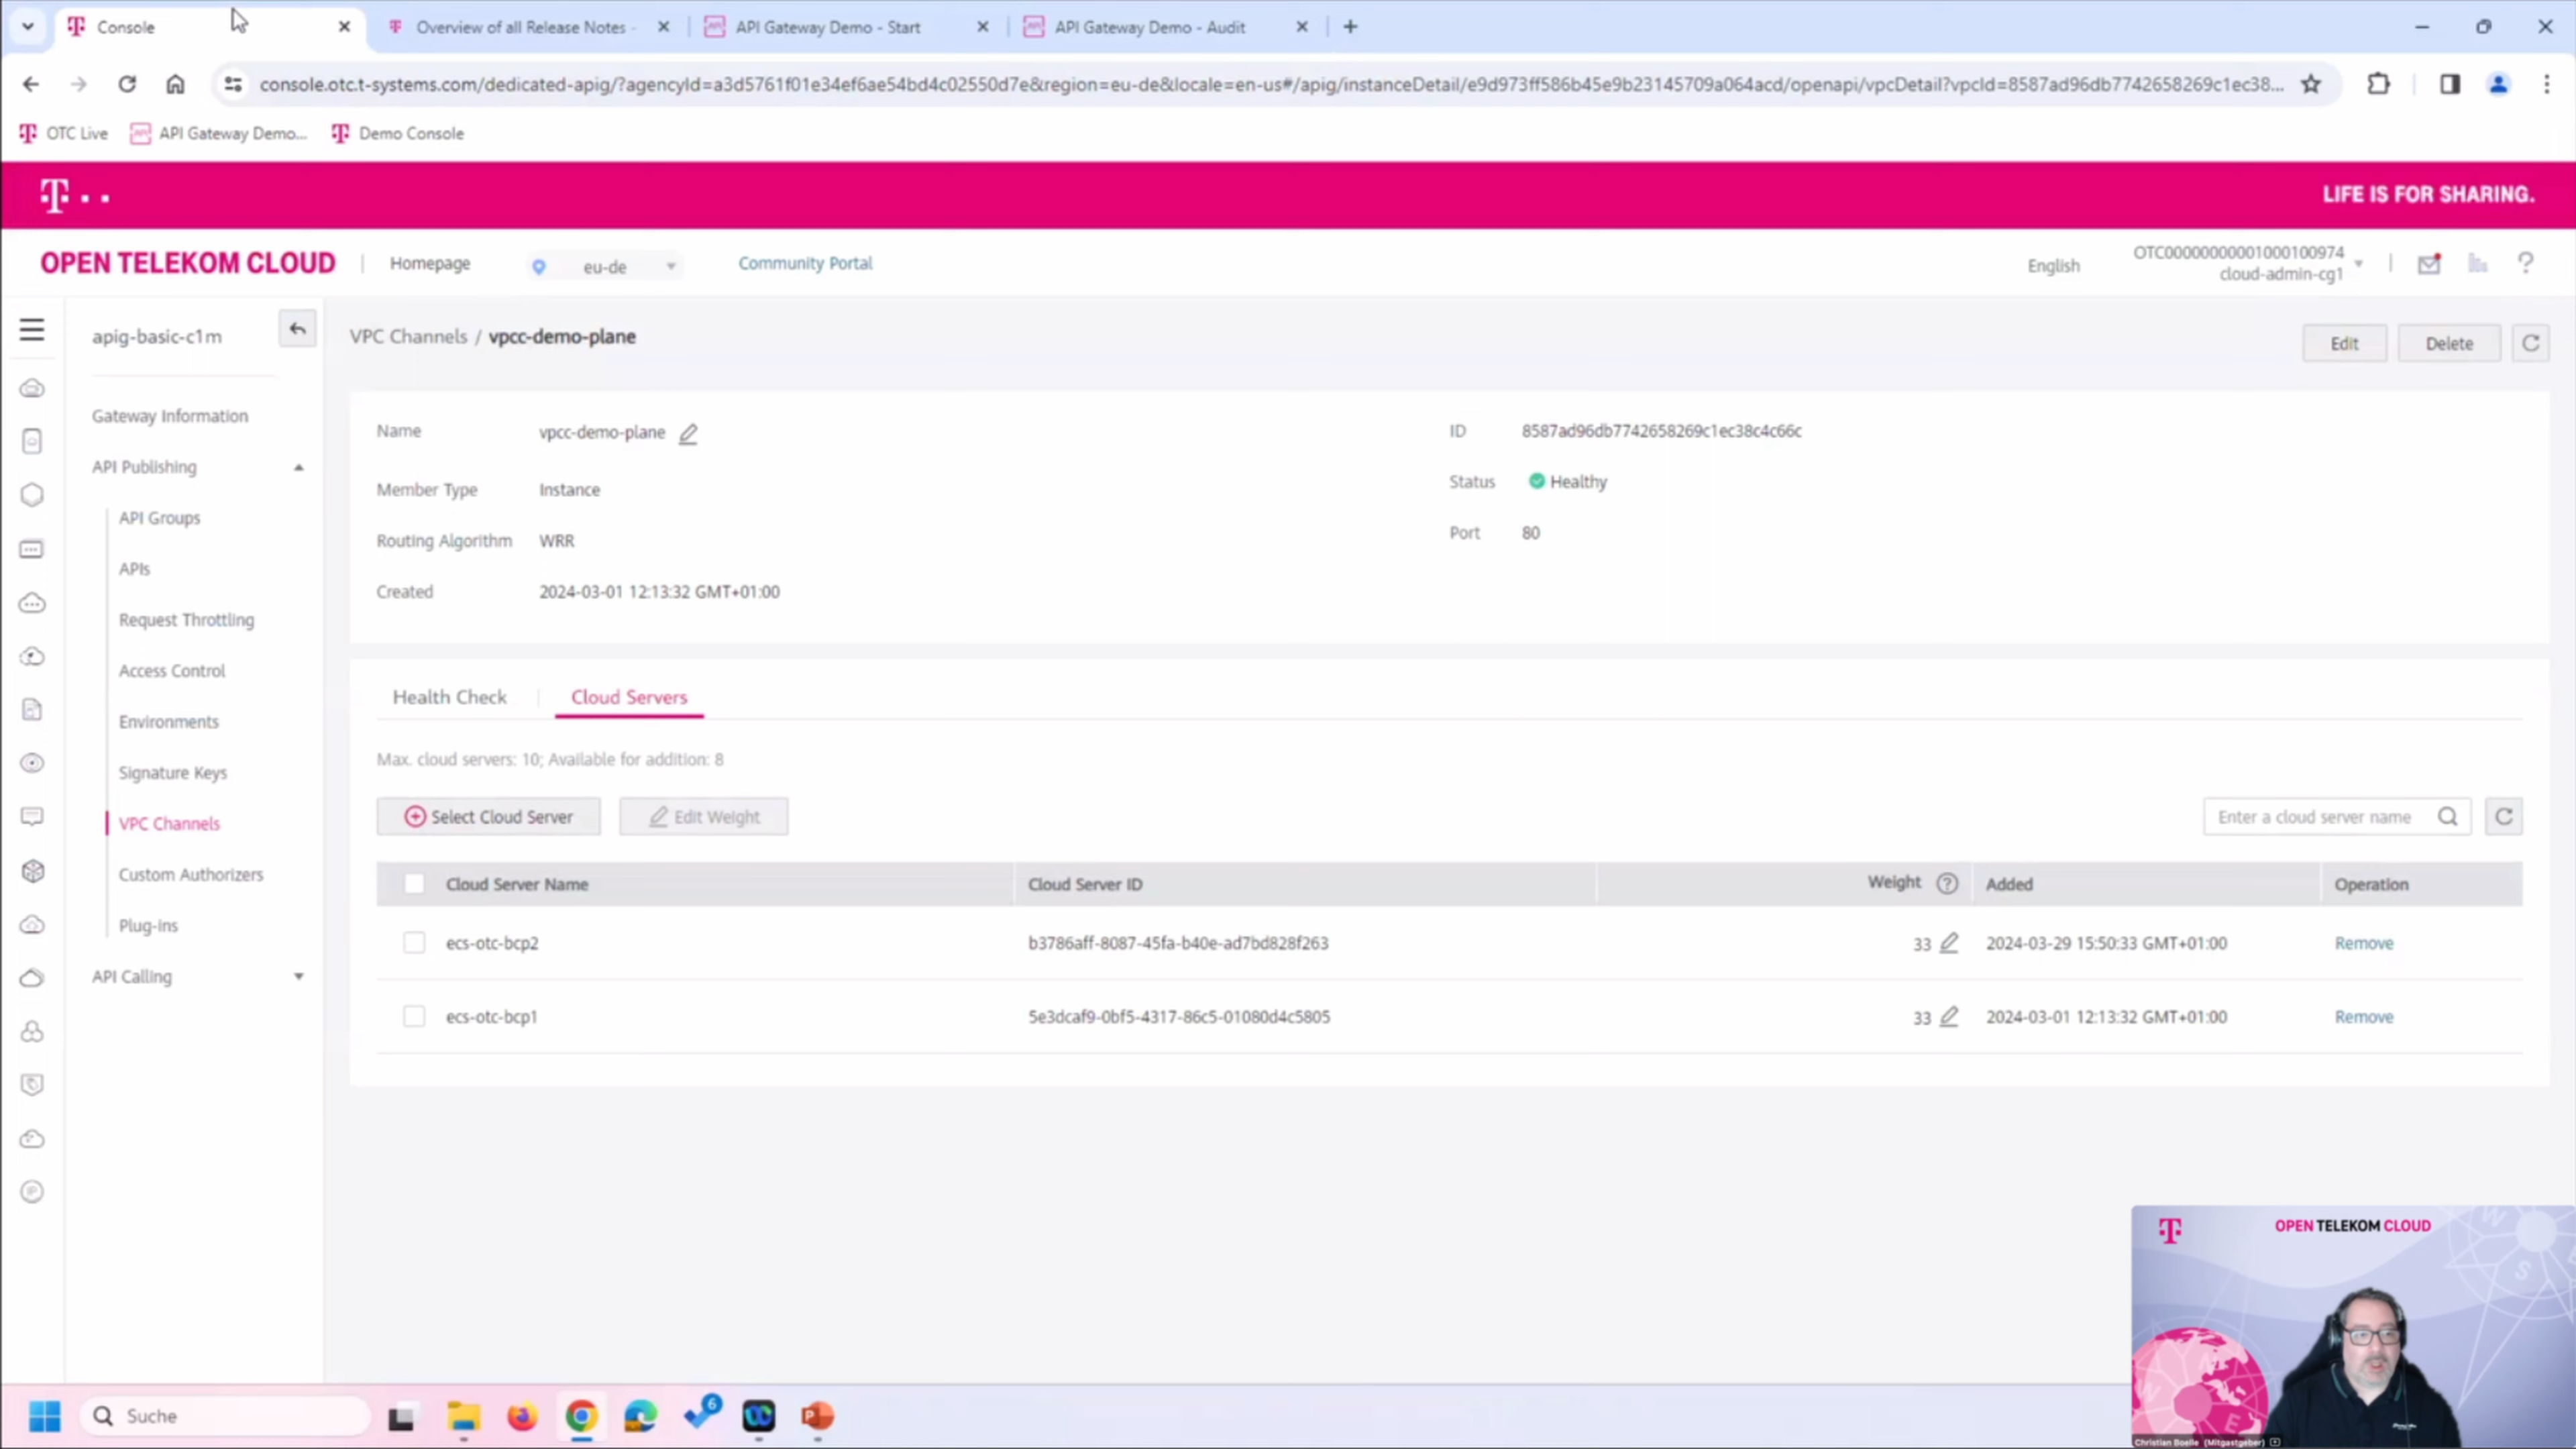 Console
Overview of all Release Notes -
API Gateway Demo - Start
API Gateway Demo - Audit
console.otc.t-systems.com/dedicated-apig/?agencyId=a3d5761f01e34ef6ae54bd4c02550d7e&region=eu-de&locale=en-us#/apig/instanceDetail/e9d973ff586b45e9b23145709a064acd/openapi/vpcDetail?vpcId=8587ad96db7742658269c1ec38...
OTC Live
API Gateway Demo...
Demo Console
LIFE IS FOR SHARING.
OPEN TELEKOM CLOUD
Homepage
eu-de
Community Portal
English
OTC00000000001000100974
cloud-admin-cg1
apig-basic-c1m
Gateway Information
API Publishing
API Groups
APIs
Request Throttling
Access Control
Environments
Signature Keys
VPC Channels
Custom Authorizers
Plug-ins
API Calling
VPC Channels / vpcc-demo-plane
Edit
Delete
Name vpcc-demo-plane
Member Type Instance
Routing Algorithm WRR
Created 2024-03-01 12:13:32 GMT+01:00
ID 8587ad96db7742658269c1ec38c4c66c
Status Healthy
Port 80
Health Check
Cloud Servers
Max. cloud servers: 10; Available for addition: 8
Select Cloud Server
Edit Weight
Enter a cloud server name
Cloud Server Name Cloud Server ID Weight Added Operation
ecs-otc-bcp2 b3786aff-8087-45fa-b40e-ad7bd828f263 33 2024-03-29 15:50:33 GMT+01:00 Remove
ecs-otc-bcp1 5e3dcaf9-0bf5-4317-86c5-01080d4c5805 33 2024-03-01 12:13:32 GMT+01:00 Remove
OPEN TELEKOM CLOUD
Christian Boelle (Mitgastgeber)
Suche
6